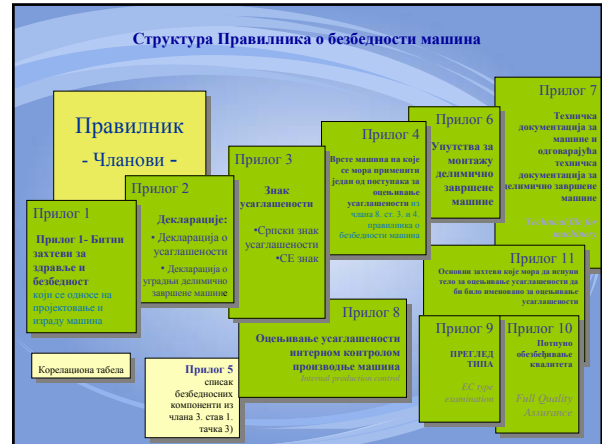 Структура Правилника о безбедности машина
Правилник
- Чланови -
Прилог 1
Прилог 1- Битни
захтеви за
здравље и
безбедност
који се односе на
пројектовање и
израду машина
Прилог 2
Декларације:
• Декларација о
усаглашености
• Декларација о
уградњи делимично
завршене машине
Прилог 3
Знак
усаглашености
•Српски знак
усаглашености
•СЕ знак
Прилог 4
Врсте машина на које
се мора применити
један од поступака за
оцењивање
усаглашености из
члана 8. ст. 3. и 4.
правилника о
безбедности машина
Прилог 6
Упутства за
монтажу
делимично
завршене
машине
Прилог 7
Техничка
документација за
машине и
одговарајућа
техничка
документација за
делимично завршене
машине
Technical file for
machinery
Прилог 11
Основни захтеви које мора да испуни
тело за оцењивање усаглашености да
би било именовано за оцењивање
усаглашености
Прилог 8
Оцењивање усаглашености
интерном контролом
производње машина
Internal production control
Прилог 9
ПРЕГЛЕД
ТИПА
EC type
examination
Прилог 10
Потпуно
обезбеђивање
квалитета
Full Quality
Assurance
Корелациона табела
Прилог 5
списак
безбедносних
компоненти из
члана 3. став 1.
тачка 3)